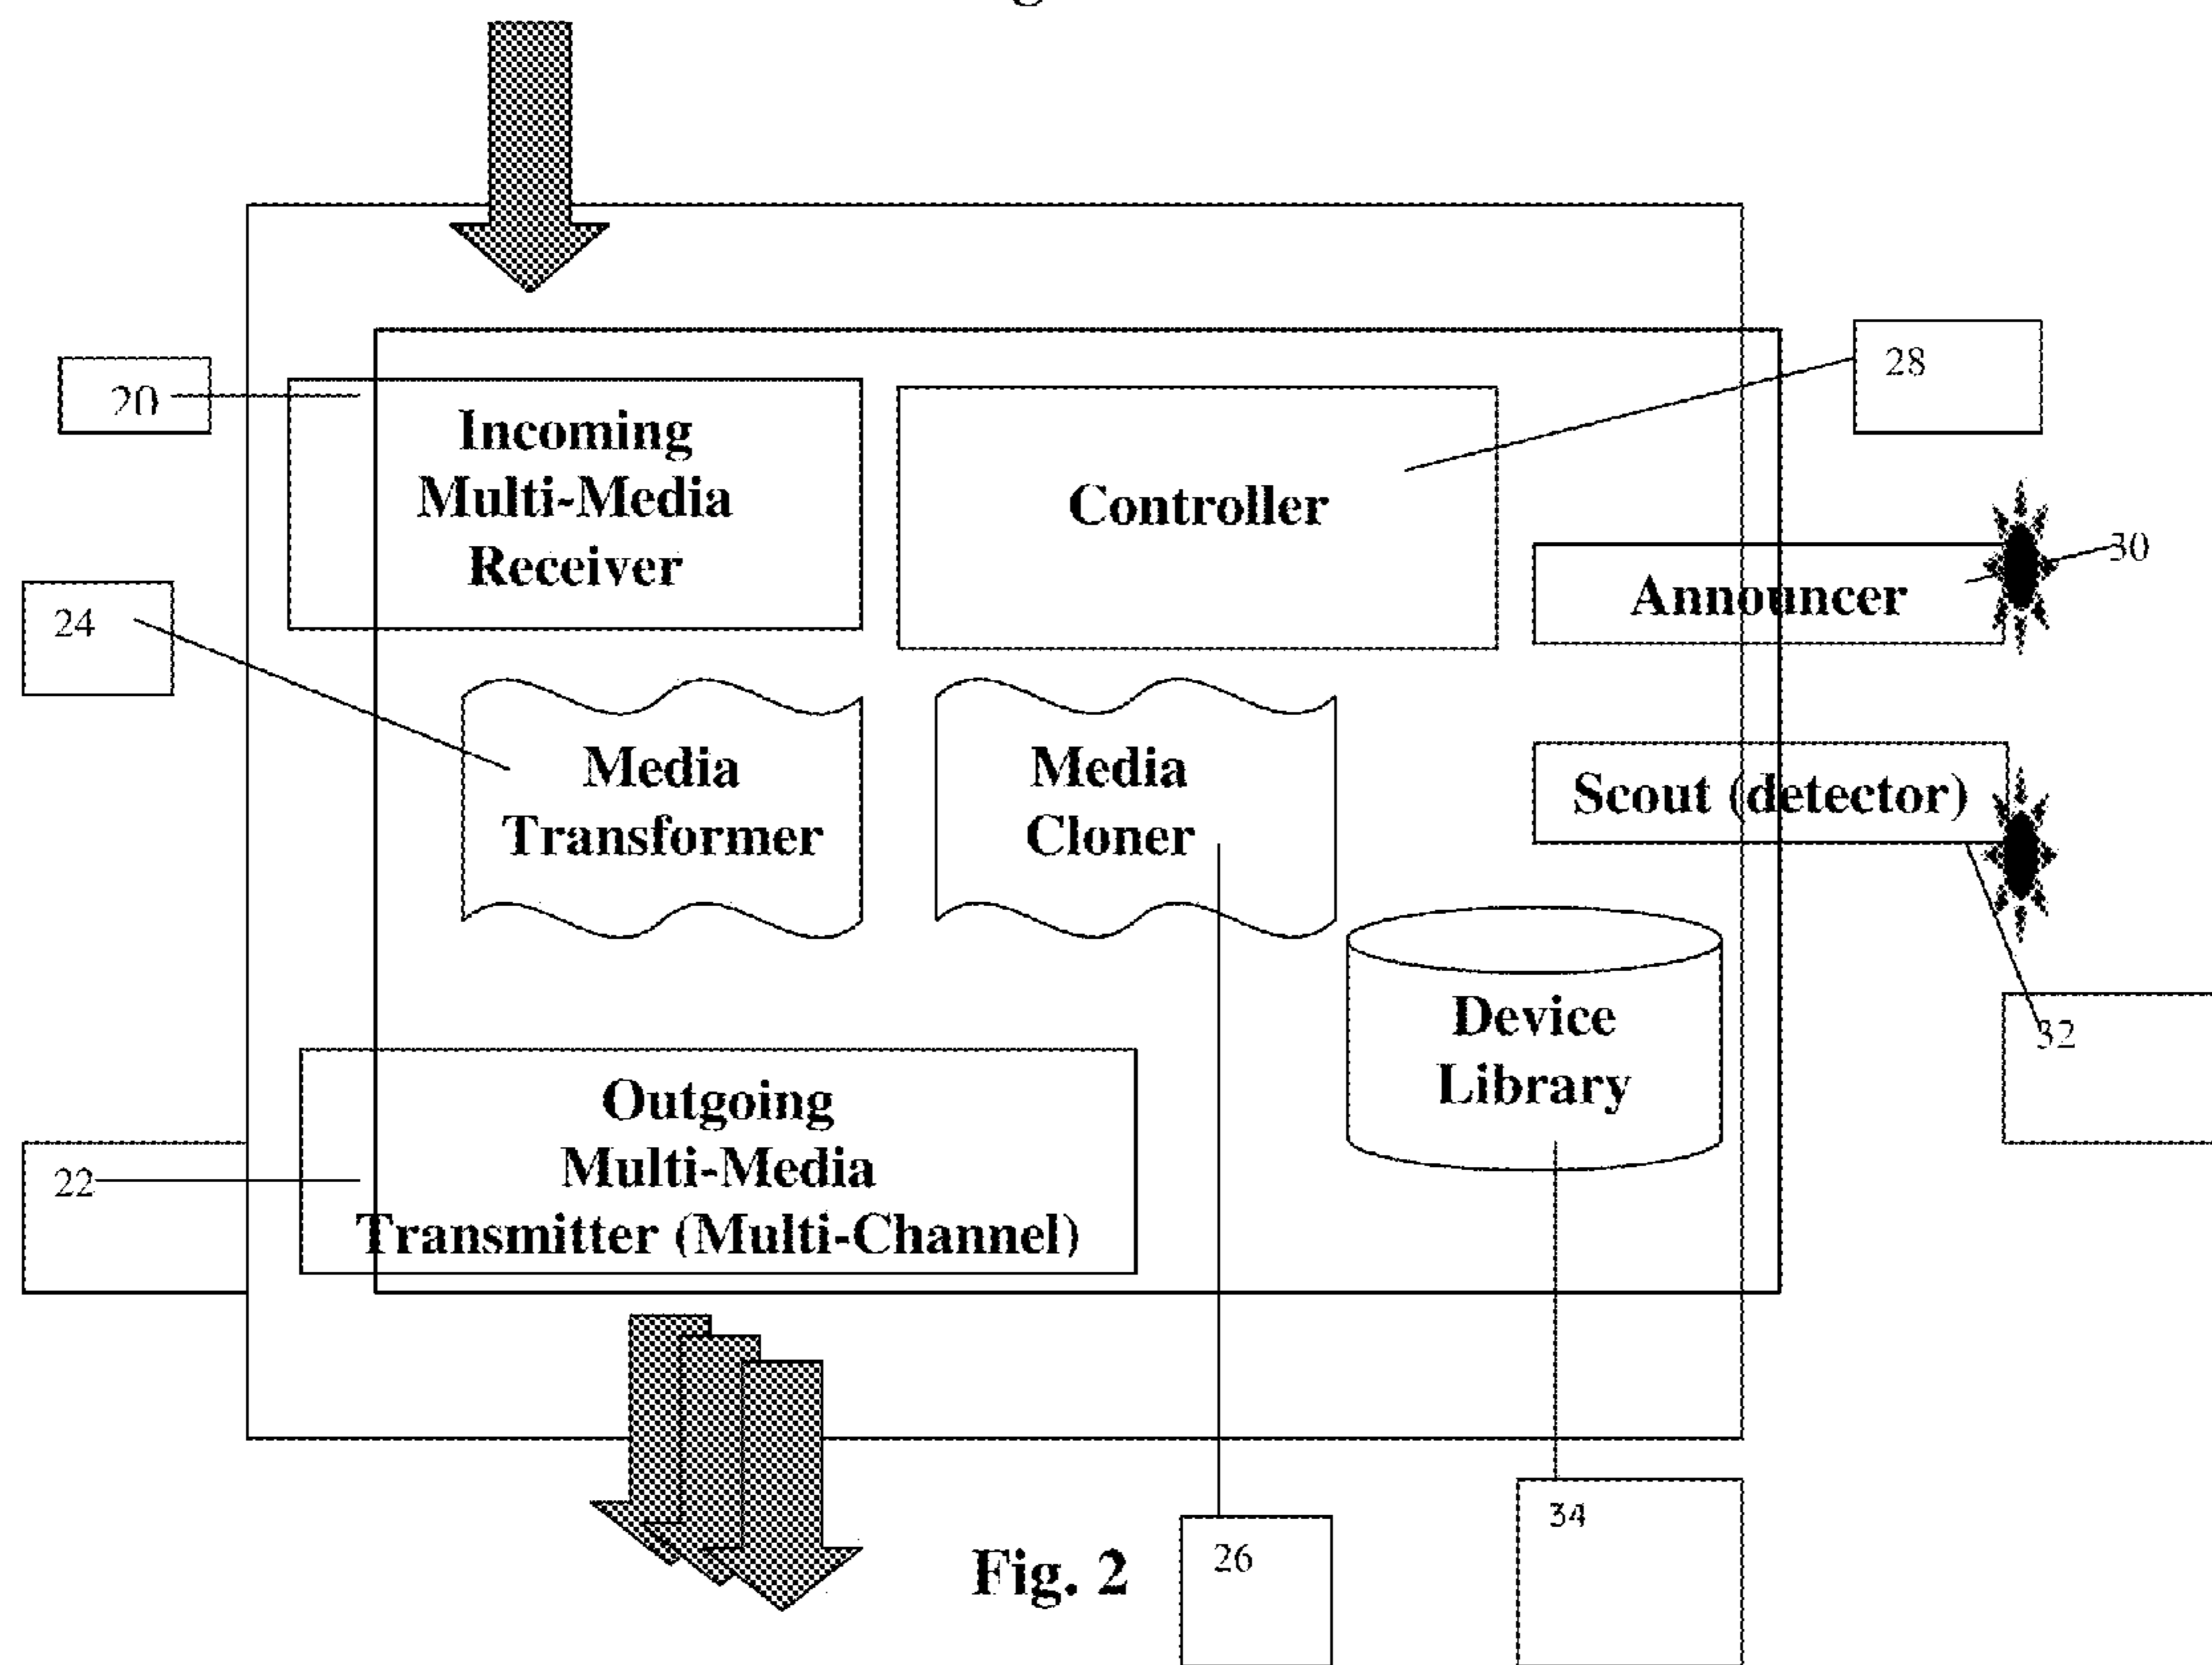 20
Incoming
Multi-Media
Receiver
Controller
28
30
Announcer
24
Media
Transformer
Media
Cloner
Scout (detector)
32
Device
Library
Outgoing
Multi-Media
Transmitter (Multi-Channel)
22
34
26
Fig. 2